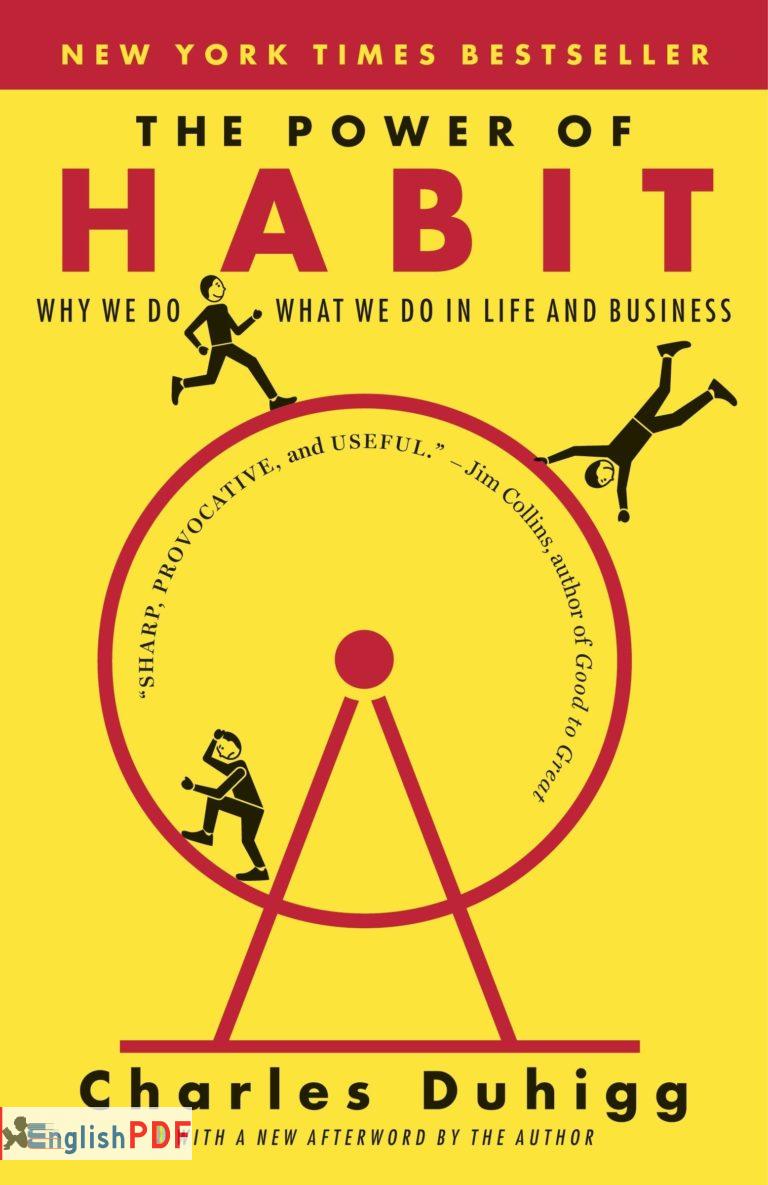 NEW YORK TIMES BESTSELLER
THE POWER OF
HABIT
WHY WE DO WHAT WE DO IN LIFE AND BUSINESS
“SHARP, PROVOCATIVE, and USEFUL.” – Jim Collins, author of Good to Great
Charles Duhigg
WITH A NEW AFTERWORD BY THE AUTHOR
EnglishPDF